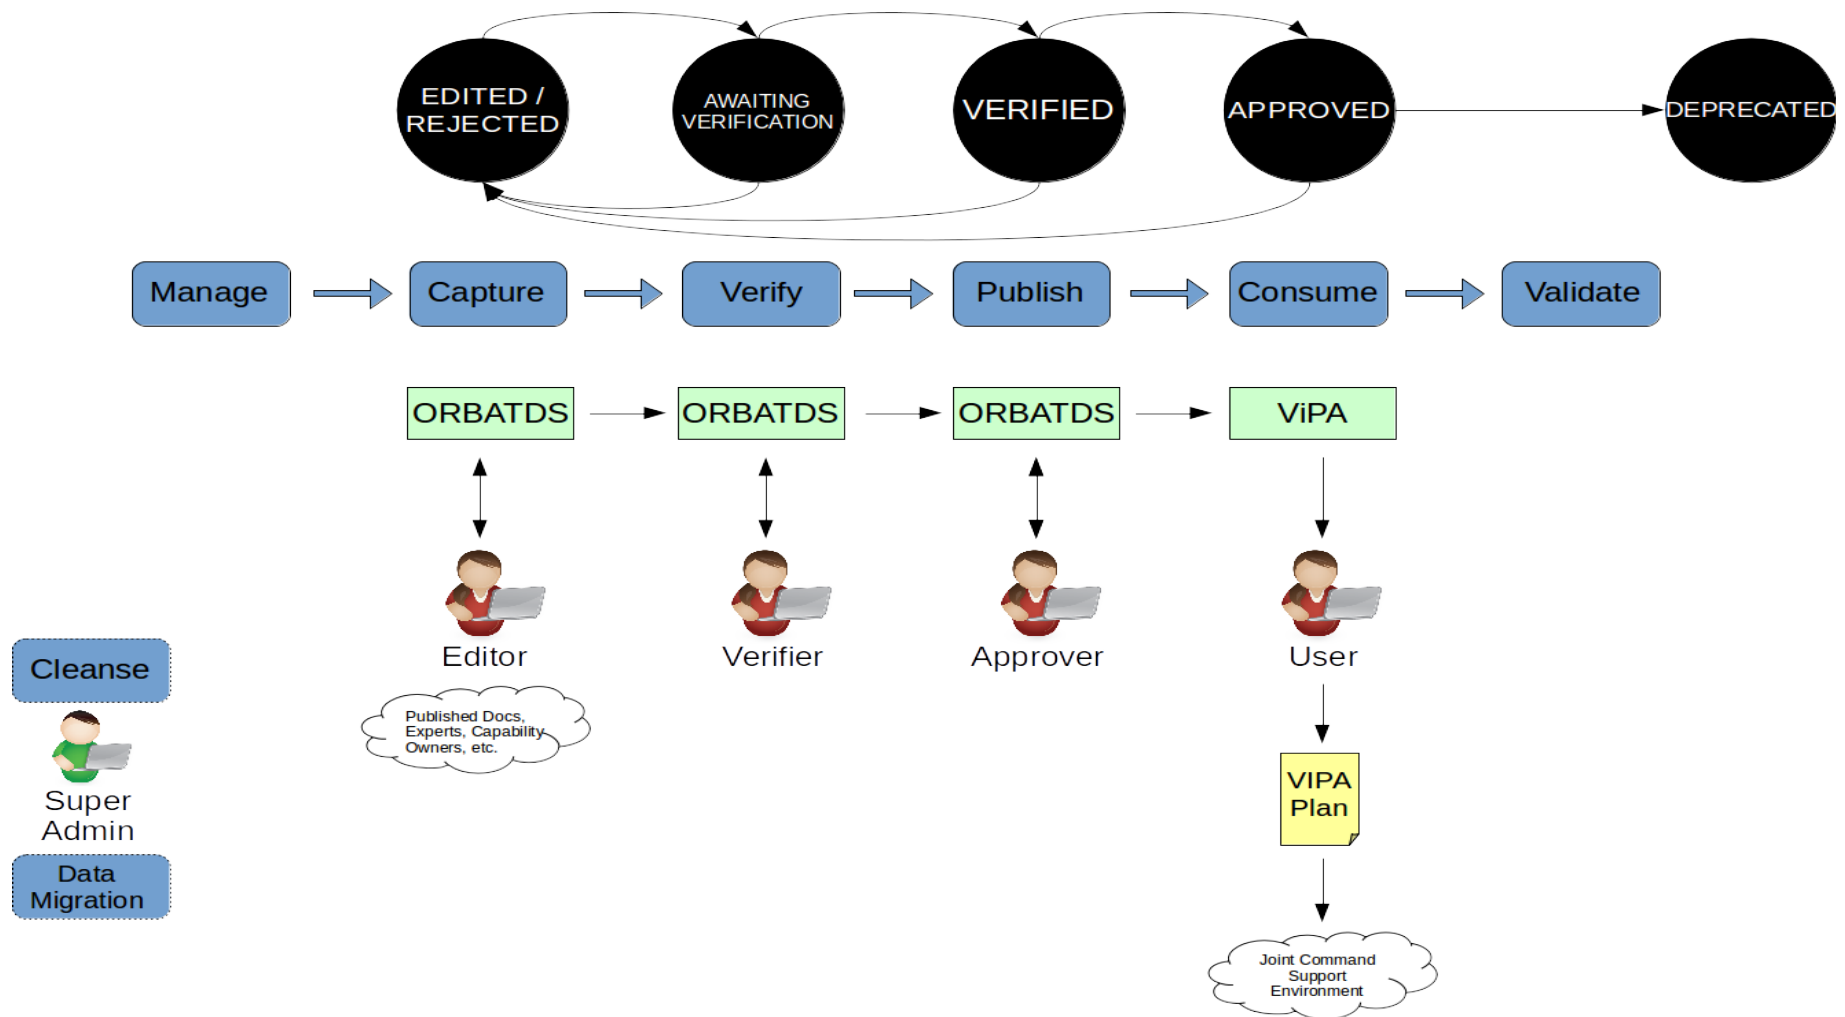 EDITED /
REJECTED
AWAITING
VERIFICATION
VERIFIED
APPROVED
DEPRECATED
Manage
Capture
Verify
Publish
Consume
Validate
ORBATDS
ORBATDS
ORBATDS
ViPA
Editor
Verifier
Approver
User
Cleanse
Super
Admin
Data
Migration
Published Docs,
Experts, Capability
Owners, etc.
VIPA
Plan
Joint Command
Support
Environment